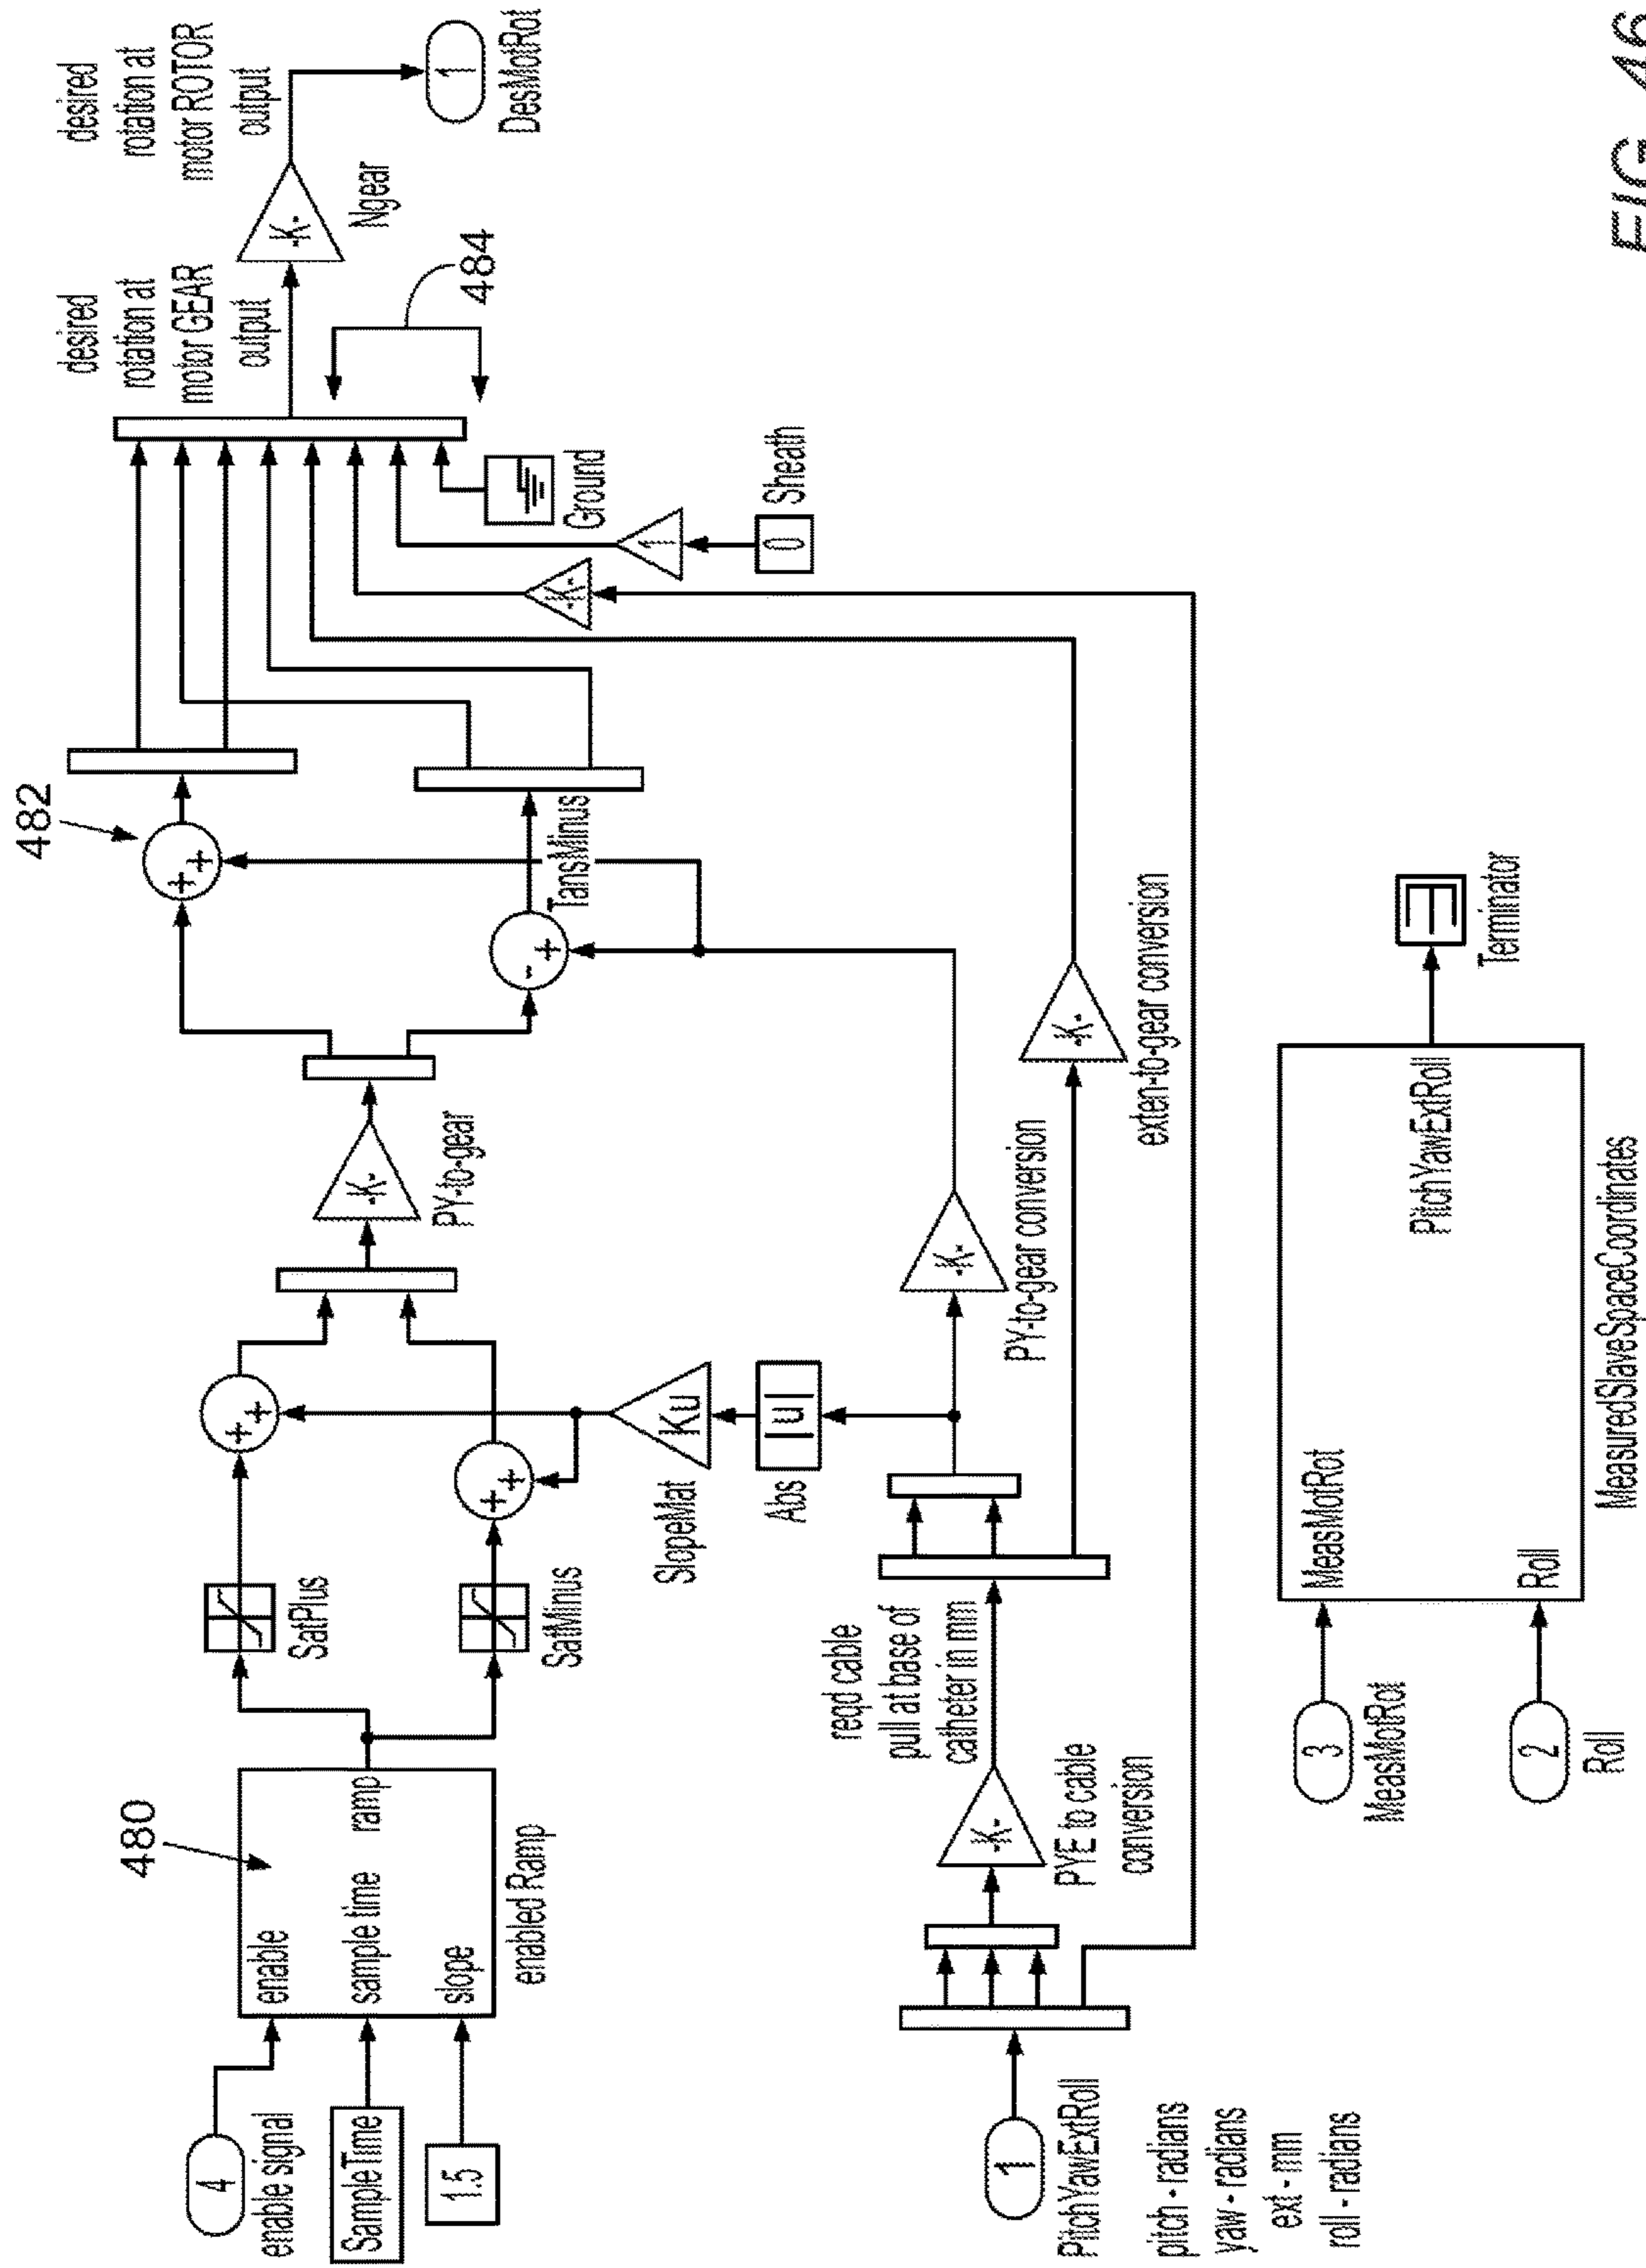 4
enable signal
SampleTime
1.5
480
enable
sample time
ramp
slope
enabled Ramp
SatPlus
SatMinus
+
+
+
+
SlopeMat
Ku
Abs
|u|
-K-
PY-to-gear
482
+
+
-
+
TansMinus
desired
rotation at
motor GEAR
output
desired
rotation at
motor ROTOR
output
-K-
Ngear
1
DesMotRot
484
Ground
1
0
Sheath
-K-
1
PitchYawExtRoll
pitch - radians
yaw - radians
ext - mm
roll - radians
-K-
PYE to cable
conversion
reqd cable
pull at base of
catheter in mm
-K-
PY-to-gear conversion
-K-
exten-to-gear conversion
3
MeasMotRot
2
Roll
MeasMotRot
Roll
PitchYawExtRoll
MeasuredSlaveSpaceCoordinates
Terminator
FIG. 46